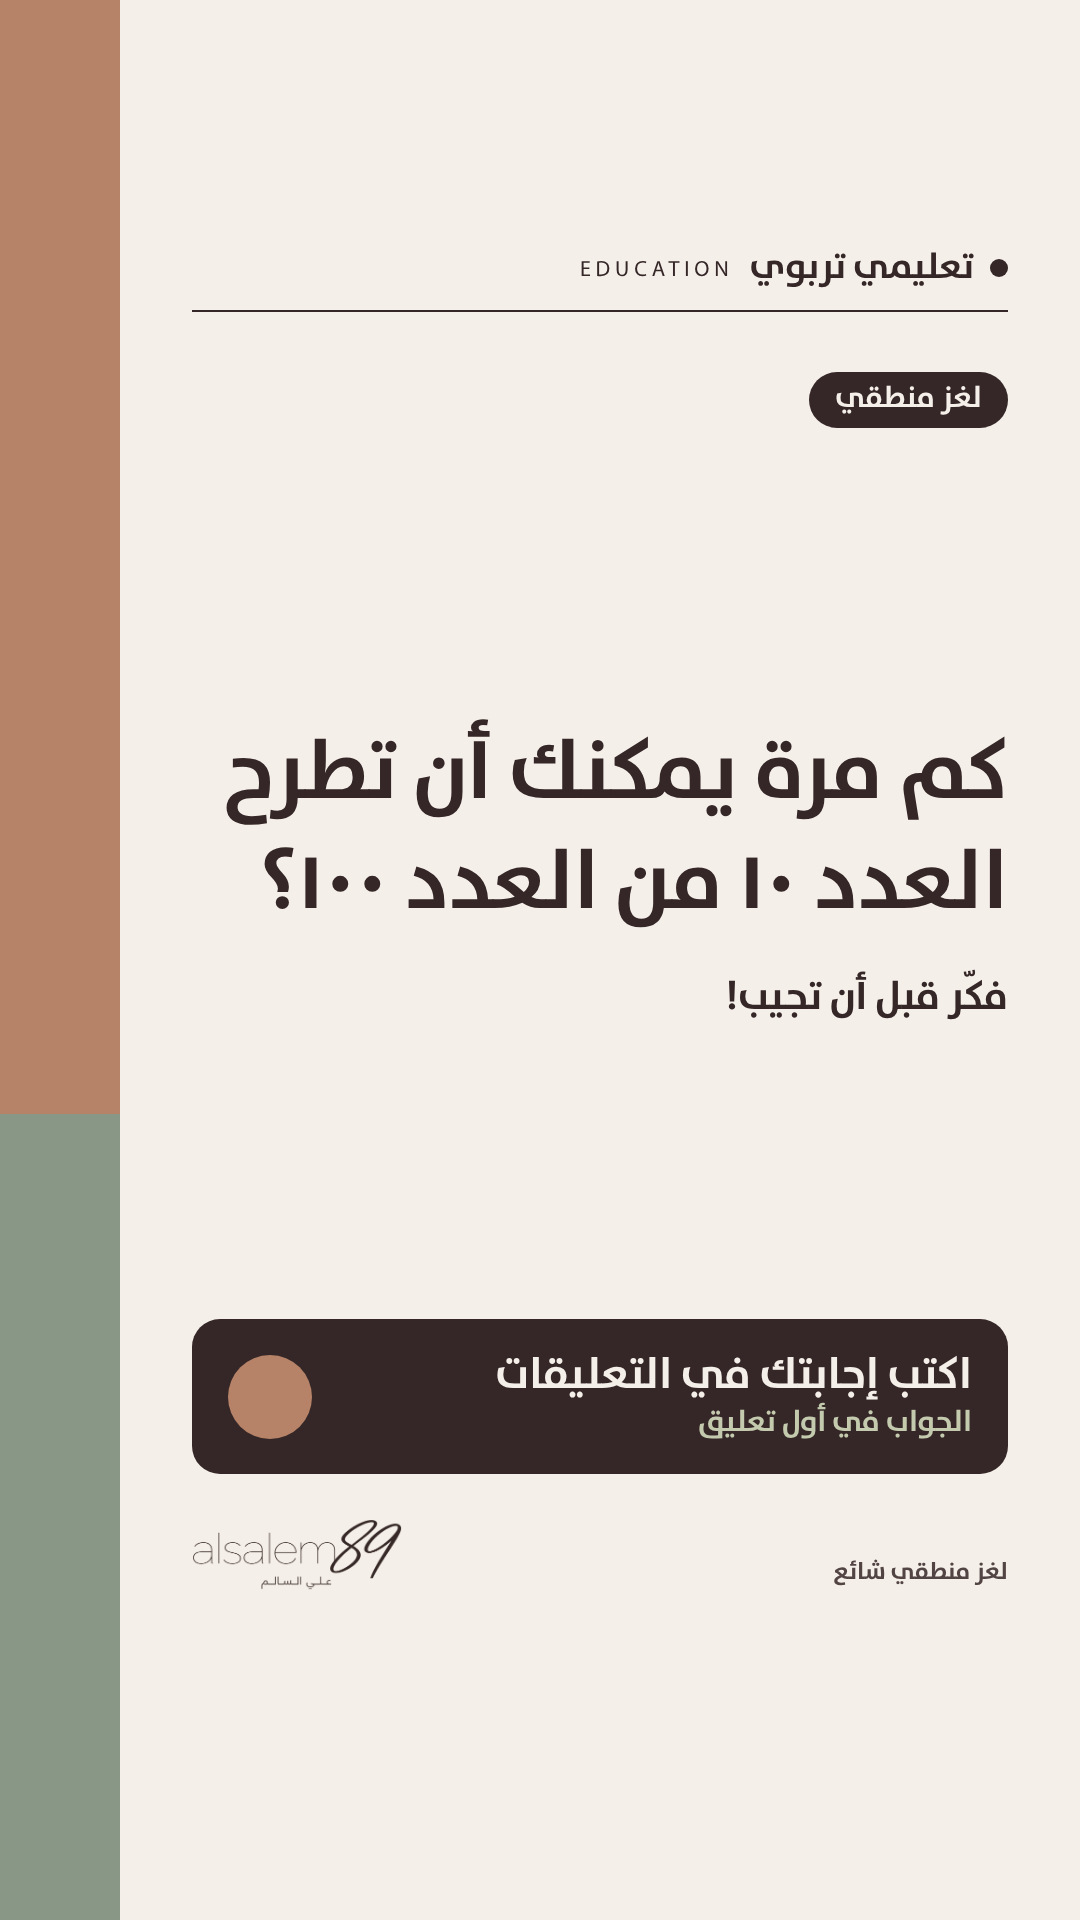 تعليمي تربوي EDUCATION
لغز منطقي
كم مرة يمكنك أن تطرح
العدد ١٠ من العدد ١٠٠؟
فكّر قبل أن تجيب!
اكتب إجابتك في التعليقات
الجواب في أول تعليق
لغز منطقي شائع
alsalem89
علي السالم